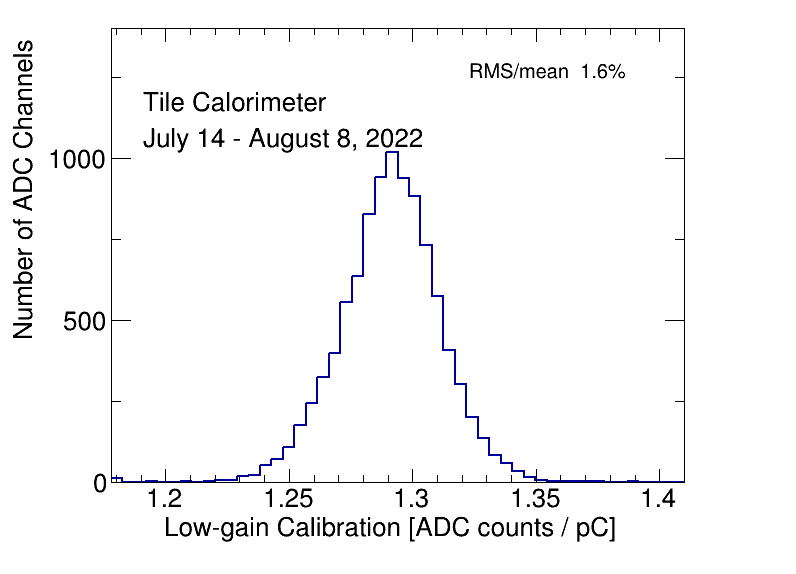 RMS/mean 1.6%
Tile Calorimeter
July 14 - August 8, 2022
Number of ADC Channels
1000
500
0
1.2 1.25 1.3 1.35 1.4
Low-gain Calibration [ADC counts / pC]